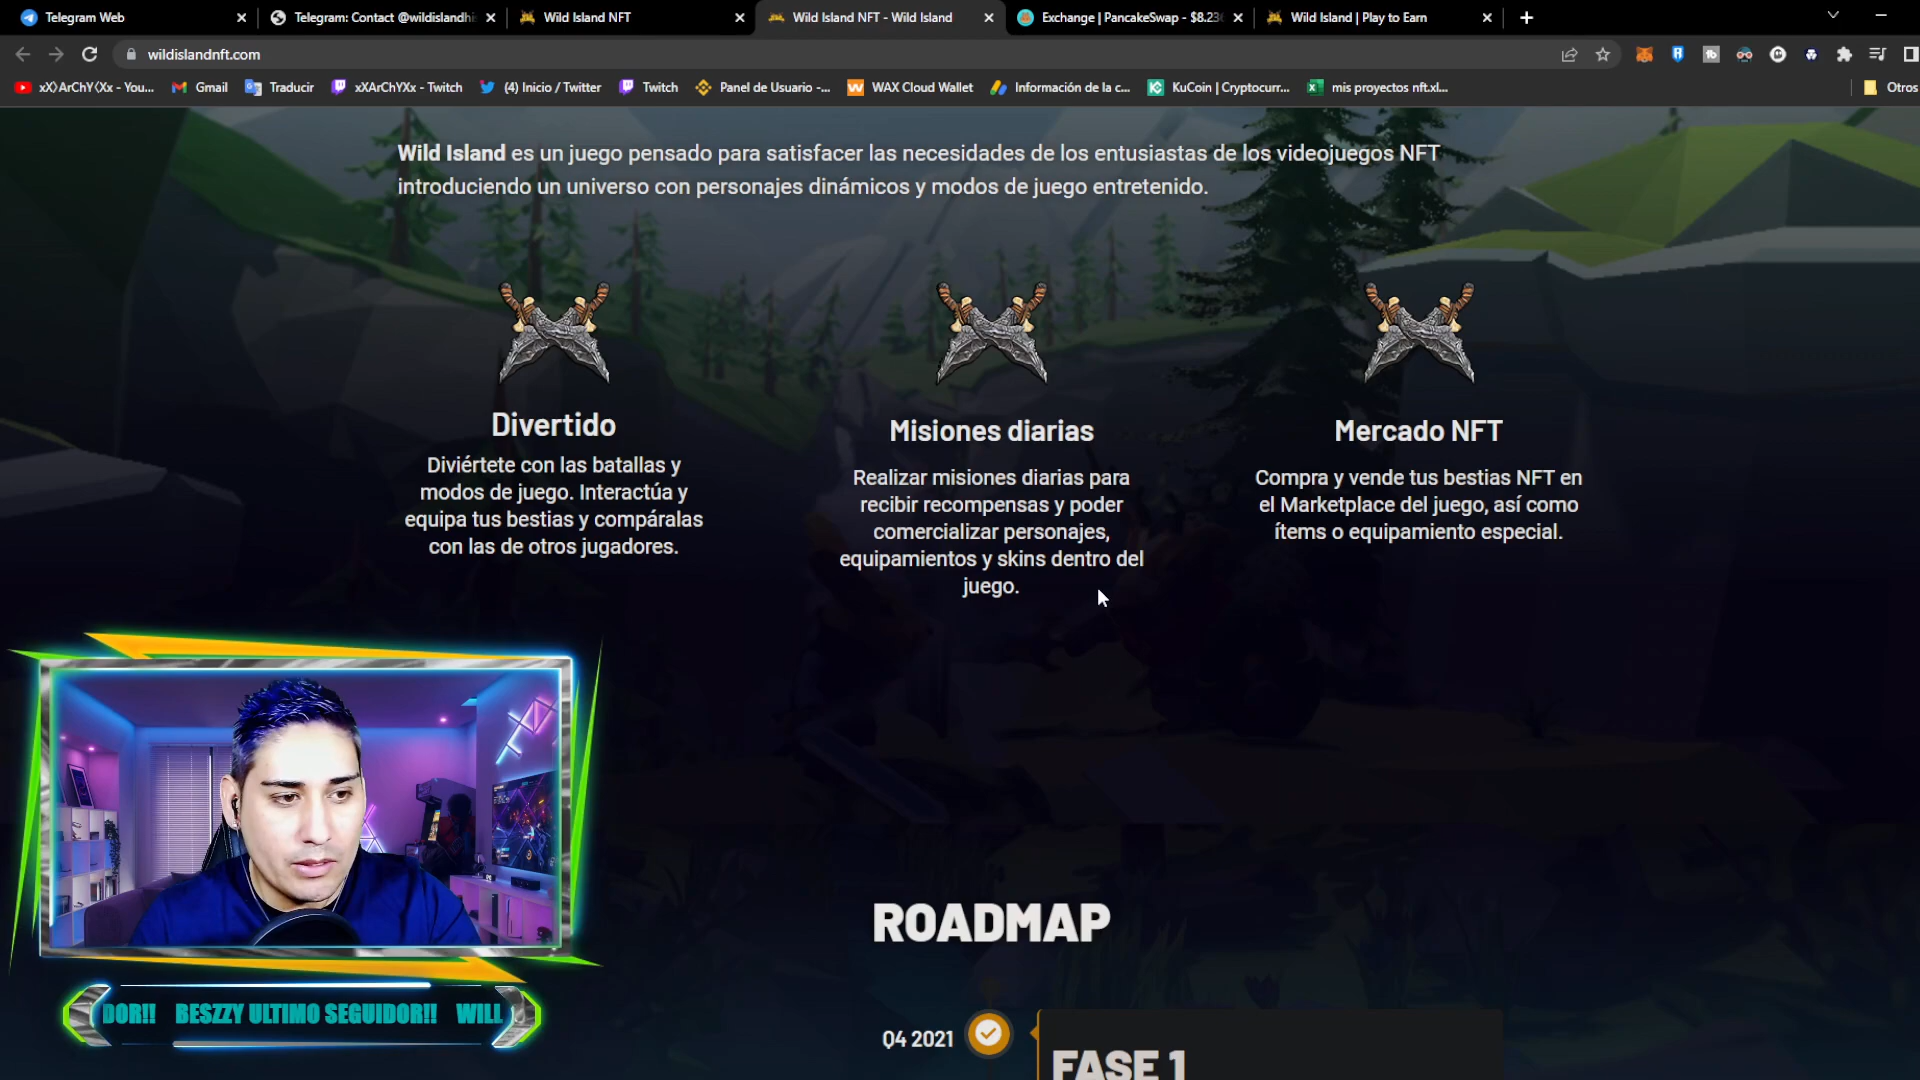 Telegram Web
Telegram: Contact @wildislandhi
Wild Island NFT
Wild Island NFT - Wild Island
Exchange | PancakeSwap - $8.23
Wild Island | Play to Earn
wildislandnft.com
xX)ArChY(Xx - You...
Gmail
Traducir
xXArChYXx - Twitch
(4) Inicio / Twitter
Twitch
Panel de Usuario -...
WAX Cloud Wallet
Información de la c...
KuCoin | Cryptocurr...
mis proyectos nft.xl...
Otros
Wild Island es un juego pensado para satisfacer las necesidades de los entusiastas de los videojuegos NFT
introduciendo un universo con personajes dinámicos y modos de juego entretenido.
Divertido
Diviértete con las batallas y
modos de juego. Interactúa y
equipa tus bestias y compáralas
con las de otros jugadores.
Misiones diarias
Realizar misiones diarias para
recibir recompensas y poder
comercializar personajes,
equipamientos y skins dentro del
juego.
Mercado NFT
Compra y vende tus bestias NFT en
el Marketplace del juego, así como
ítems o equipamiento especial.
ROADMAP
Q4 2021
FASE 1
DOR!! BESZZY ULTIMO SEGUIDOR!! WILL